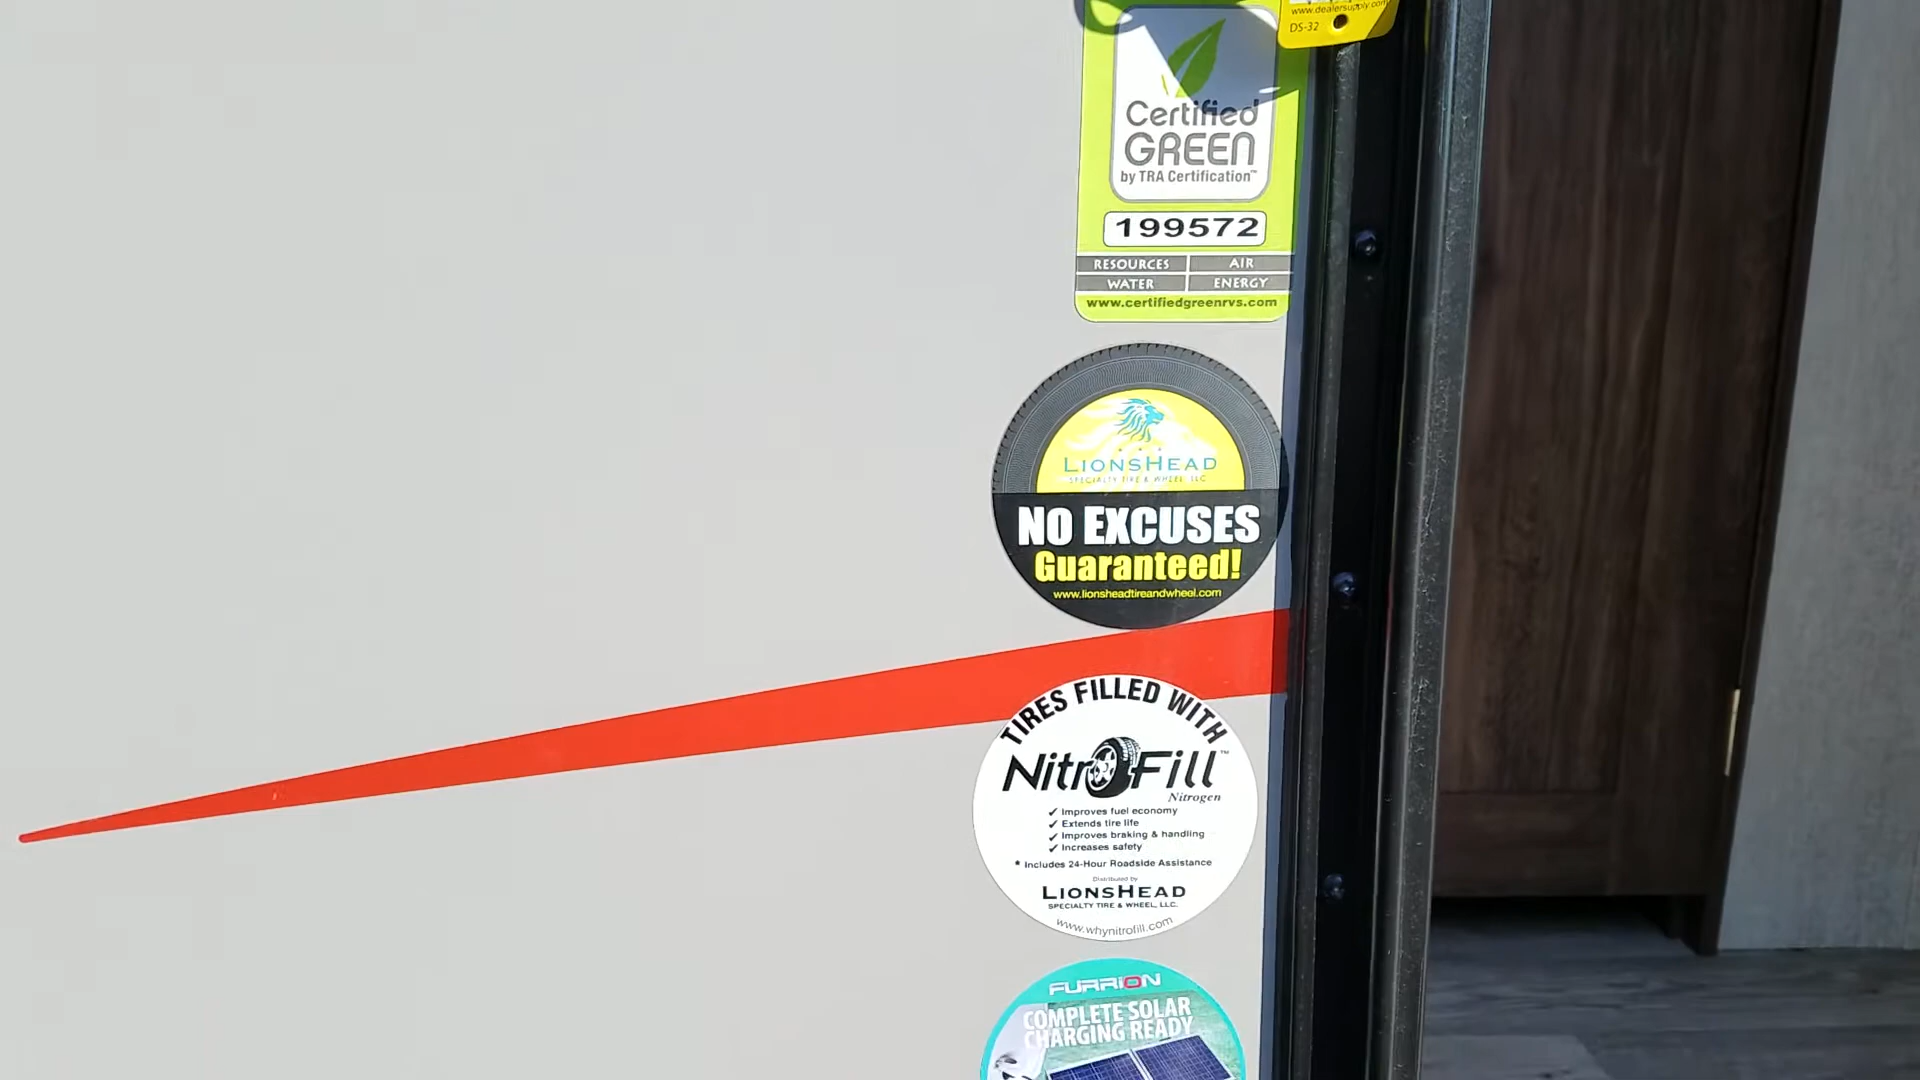 www.dealersupply.com
DS-32
Certified
GREEN
by TRA Certification™
199572
RESOURCES AIR
WATER ENERGY
www.certifiedgreenrvs.com
LIONSHEAD
SPECIALTY TIRE & WHEEL, LLC
NO EXCUSES
Guaranteed!
www.lionsheadtireandwheel.com
TIRES FILLED WITH
NitroFill™
Nitrogen
✓ Improves fuel economy
✓ Extends tire life
✓ Improves braking & handling
✓ Increases safety
* Includes 24-Hour Roadside Assistance
Distributed by
LIONSHEAD
SPECIALTY TIRE & WHEEL, LLC.
www.whynitrofill.com
FURRION
COMPLETE SOLAR
CHARGING READY